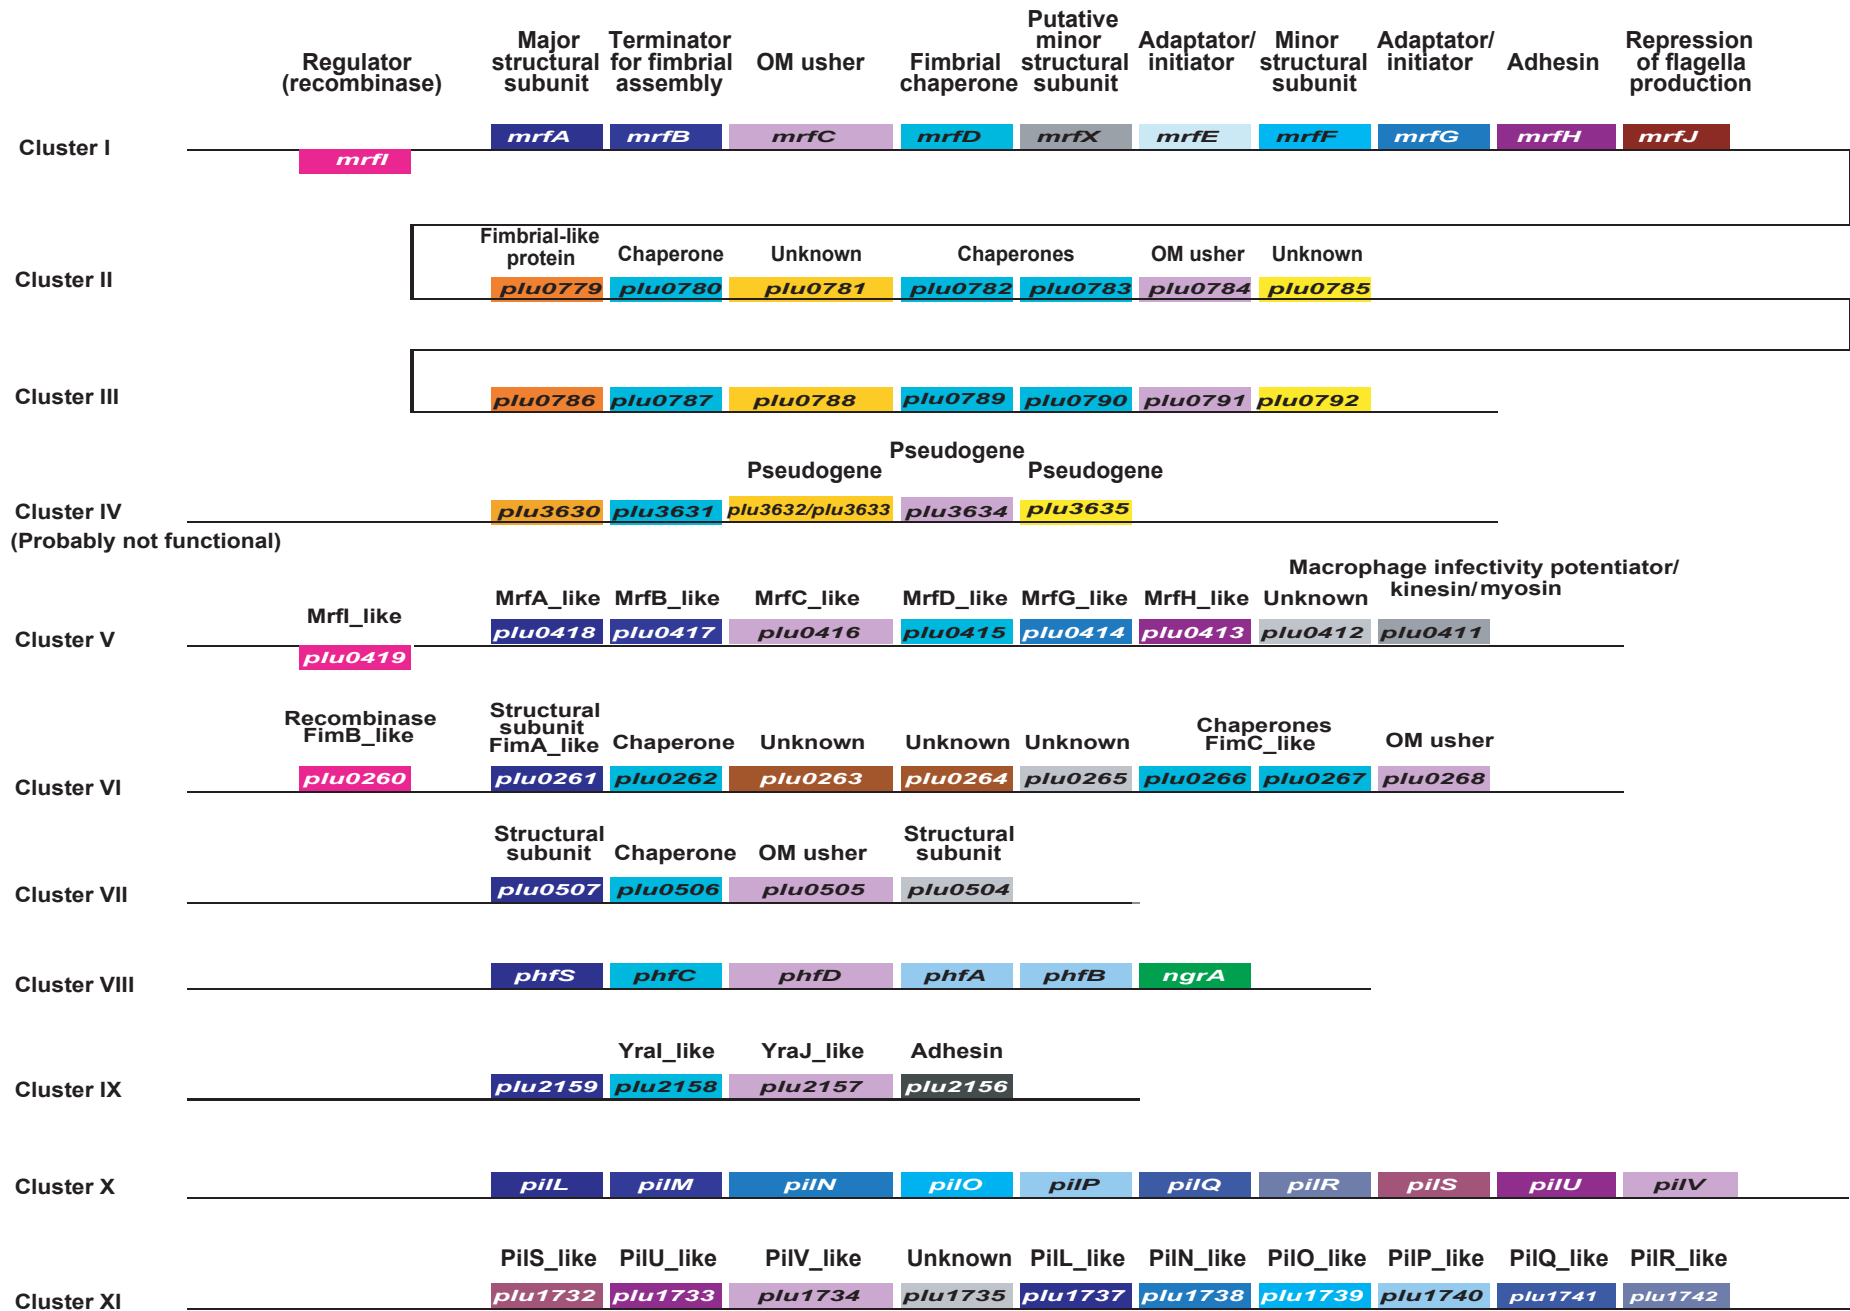 Regulator
(recombinase)
Major
structural
subunit
Terminator
for fimbrial
assembly
OM usher
Fimbrial
chaperone
Putative
minor
structural
subunit
Adaptator/
initiator
Minor
structural
subunit
Adaptator/
initiator
Adhesin
Repression
of flagella
production
Cluster I
mrfI
mrfA mrfB mrfC mrfD mrfX mrfE mrfF mrfG mrfH mrfJ
Fimbrial-like
protein
Chaperone Unknown Chaperones OM usher Unknown
Cluster II
plu0779 plu0780 plu0781 plu0782 plu0783 plu0784 plu0785
Cluster III
plu0786 plu0787 plu0788 plu0789 plu0790 plu0791 plu0792
Pseudogene Pseudogene Pseudogene
Cluster IV
(Probably not functional)
plu3630 plu3631 plu3632/plu3633 plu3634 plu3635
MrfI_like MrfA_like MrfB_like MrfC_like MrfD_like MrfG_like MrfH_like Unknown
Macrophage infectivity potentiator/
kinesin/myosin
Cluster V
plu0419 plu0418 plu0417 plu0416 plu0415 plu0414 plu0413 plu0412 plu0411
Recombinase
FimB_like
Structural
subunit
FimA_like
Chaperone Unknown Unknown Unknown
Chaperones
FimC_like
OM usher
Cluster VI
plu0260 plu0261 plu0262 plu0263 plu0264 plu0265 plu0266 plu0267 plu0268
Structural
subunit
Chaperone OM usher
Structural
subunit
Cluster VII
plu0507 plu0506 plu0505 plu0504
Cluster VIII
phfS phfC phfD phfA phfB ngrA
YraI_like YraJ_like Adhesin
Cluster IX
plu2159 plu2158 plu2157 plu2156
Cluster X
pilL pilM pilN pilO pilP pilQ pilR pilS pilU pilV
PilS_like PilU_like PilV_like Unknown PilL_like PilN_like PilO_like PilP_like PilQ_like PilR_like
Cluster XI
plu1732 plu1733 plu1734 plu1735 plu1737 plu1738 plu1739 plu1740 plu1741 plu1742